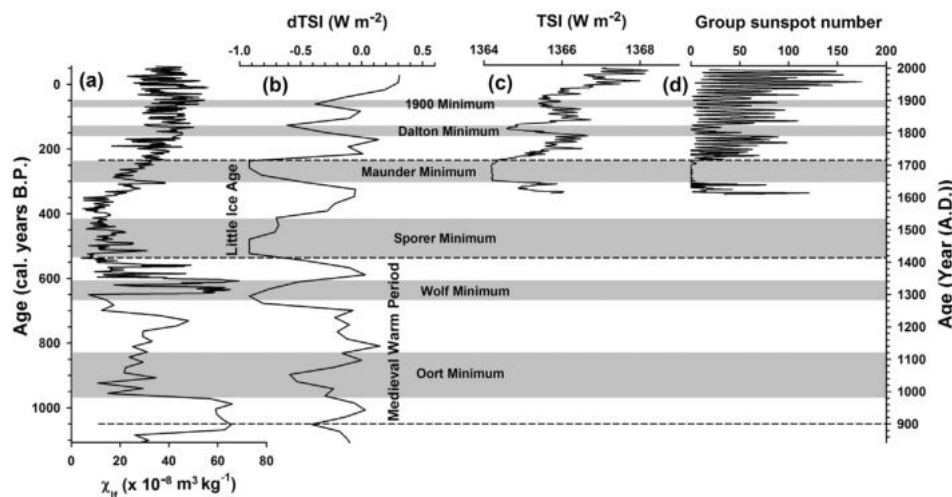 dTSI (W m⁻²)
TSI (W m⁻²)
Group sunspot number
-1.0 -0.5 0.0 0.5
1364 1366 1368
0 50 100 150 200
(a) (b) (c) (d)
2000
0
1900 Minimum
1900
Dalton Minimum
1800
200
Maunder Minimum
1700
1600
400
Sporer Minimum
1500
1400
600
Wolf Minimum
1300
1200
800
1100
Oort Minimum
1000
1000
900
Little Ice Age
Medieval Warm Period
Age (cal. years B.P.)
Age (Year (A.D.))
0 20 40 60 80
χlf (x 10⁻⁸ m³ kg⁻¹)